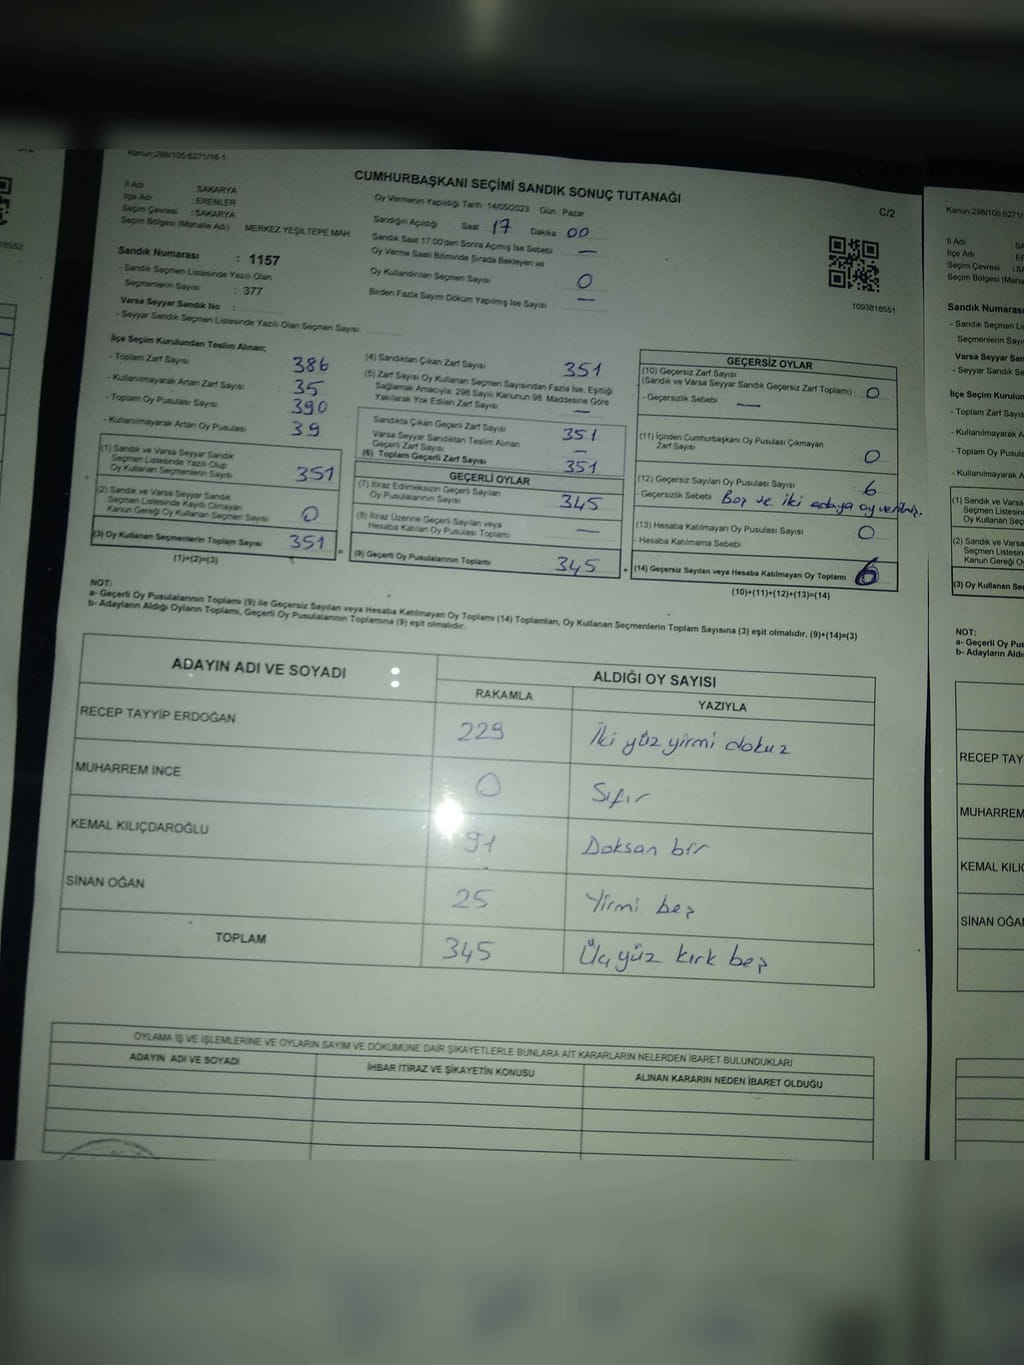 Kanun;298/105;6271/16-1
C/2
CUMHURBAŞKANI SEÇİMİ SANDIK SONUÇ TUTANAĞI
İl Adı : SAKARYA
İlçe Adı : ERENLER
Seçim Çevresi : SAKARYA
Seçim Bölgesi (Mahalle Adı) MERKEZ YEŞİLTEPE MAH
Oy Vermenin Yapıldığı Tarih 14/05/2023 Gün : Pazar
Sandığın Açıldığı Saat 17 Dakika 00
Sandık Saat 17:00'den Sonra Açımış İse Sebebi —
Oy Verme Saati Bitiminde Sırada Bekleyen ve
Oy Kullandırılan Seçmen Sayısı 0
Birden Fazla Sayım Döküm Yapılmış İse Sayısı —
1093818551
Sandık Numarası : 1157
- Sandık Seçmen Listesinde Yazılı Olan
Seçmenlerin Sayısı : 377
Varsa Seyyar Sandık No :
- Seyyar Sandık Seçmen Listesinde Yazılı Olan Seçmen Sayısı:
İlçe Seçim Kurulundan Teslim Alınan;
- Toplam Zarf Sayısı 386
- Kullanılmayarak Artan Zarf Sayısı 35
- Toplam Oy Pusulası Sayısı 390
- Kullanılmayarak Artan Oy Pusulası 39
(1) Sandık ve Varsa Seyyar Sandık
Seçmen Listesinde Yazılı Olup
Oy Kullanan Seçmenlerin Sayısı 351
(2) Sandık ve Varsa Seyyar Sandık
Seçmen Listesinde Kayıtlı Olmayan
Kanun Gereği Oy Kullanan Seçmen Sayısı 0
(3) Oy Kullanan Seçmenlerin Toplam Sayısı 351
(1)+(2)=(3)
(4) Sandıktan Çıkan Zarf Sayısı 351
(5) Zarf Sayısı Oy Kullanan Seçmen Sayısından Fazla İse, Eşitliği
Sağlamak Amacıyla, 298 Sayılı Kanunun 98. Maddesine Göre
Yakılarak Yok Edilen Zarf Sayısı —
Sandıkta Çıkan Geçerli Zarf Sayısı 351
Varsa Seyyar Sandıktan Teslim Alınan
Geçerli Zarf Sayısı —
(6) Toplam Geçerli Zarf Sayısı 351
GEÇERLİ OYLAR
(7) İtiraz Edilmeksizin Geçerli Sayılan
Oy Pusulalarının Sayısı 345
(8) İtiraz Üzerine Geçerli Sayılan veya
Hesaba Katılan Oy Pusulası Toplamı —
= (9) Geçerli Oy Pusulalarının Toplamı 345
GEÇERSİZ OYLAR
(10) Geçersiz Zarf Sayısı
(Sandık ve Varsa Seyyar Sandık Geçersiz Zarf Toplamı) 0
- Geçersizlik Sebebi —
(11) İçinden Cumhurbaşkanı Oy Pusulası Çıkmayan
Zarf Sayısı 0
(12) Geçersiz Sayılan Oy Pusulası Sayısı 6
- Geçersizlik Sebebi Boş ve iki adaya oy verilmiş.
(13) Hesaba Katılmayan Oy Pusulası Sayısı 0
- Hesaba Katılmama Sebebi
+ (14) Geçersiz Sayılan veya Hesaba Katılmayan Oy Toplamı 6
(10)+(11)+(12)+(13)=(14)
NOT:
a- Geçerli Oy Pusulalarının Toplamı (9) ile Geçersiz Sayılan veya Hesaba Katılmayan Oy Toplamı (14) Toplamları, Oy Kullanan Seçmenlerin Toplam Sayısına (3) eşit olmalıdır. (9)+(14)=(3)
b- Adayların Aldığı Oyların Toplamı, Geçerli Oy Pusulalarının Toplamına (9) eşit olmalıdır.
ADAYIN ADI VE SOYADI ALDIĞI OY SAYISI
RAKAMLA YAZIYLA
RECEP TAYYİP ERDOĞAN 229 İki yüz yirmi dokuz
MUHARREM İNCE 0 Sıfır
KEMAL KILIÇDAROĞLU 91 Doksan bir
SİNAN OĞAN 25 Yirmi beş
TOPLAM 345 Üç yüz kırk beş
OYLAMA İŞ VE İŞLEMLERİNE VE OYLARIN SAYIM VE DÖKÜMÜNE DAİR ŞİKAYETLERLE BUNLARA AİT KARARLARIN NELERDEN İBARET BULUNDUKLARI
ADAYIN ADI VE SOYADI İHBAR İTİRAZ VE ŞİKAYETİN KONUSU ALINAN KARARIN NEDEN İBARET OLDUĞU
Kanun;298/105;6271/
İl Adı
İlçe Adı
Seçim Çevresi
Seçim Bölgesi (Mahalle
Sandık Numarası
- Sandık Seçmen
Seçmenlerin Sayısı
Varsa Seyyar
- Seyyar Sandık
İlçe Seçim
- Toplam Zarf
- Kullanılmayarak
- Toplam Oy
- Kullanılmayarak
(1) Sandık ve Varsa
Seçmen
Oy Kullanan
(2) Sandık ve Varsa
Seçmen
Kanun Gereği
(3) Oy Kullanan
NOT:
a- Geçerli Oy
b- Adayların
RECEP TAY
MUHARREM
KEMAL KILIÇ
SİNAN OĞAN